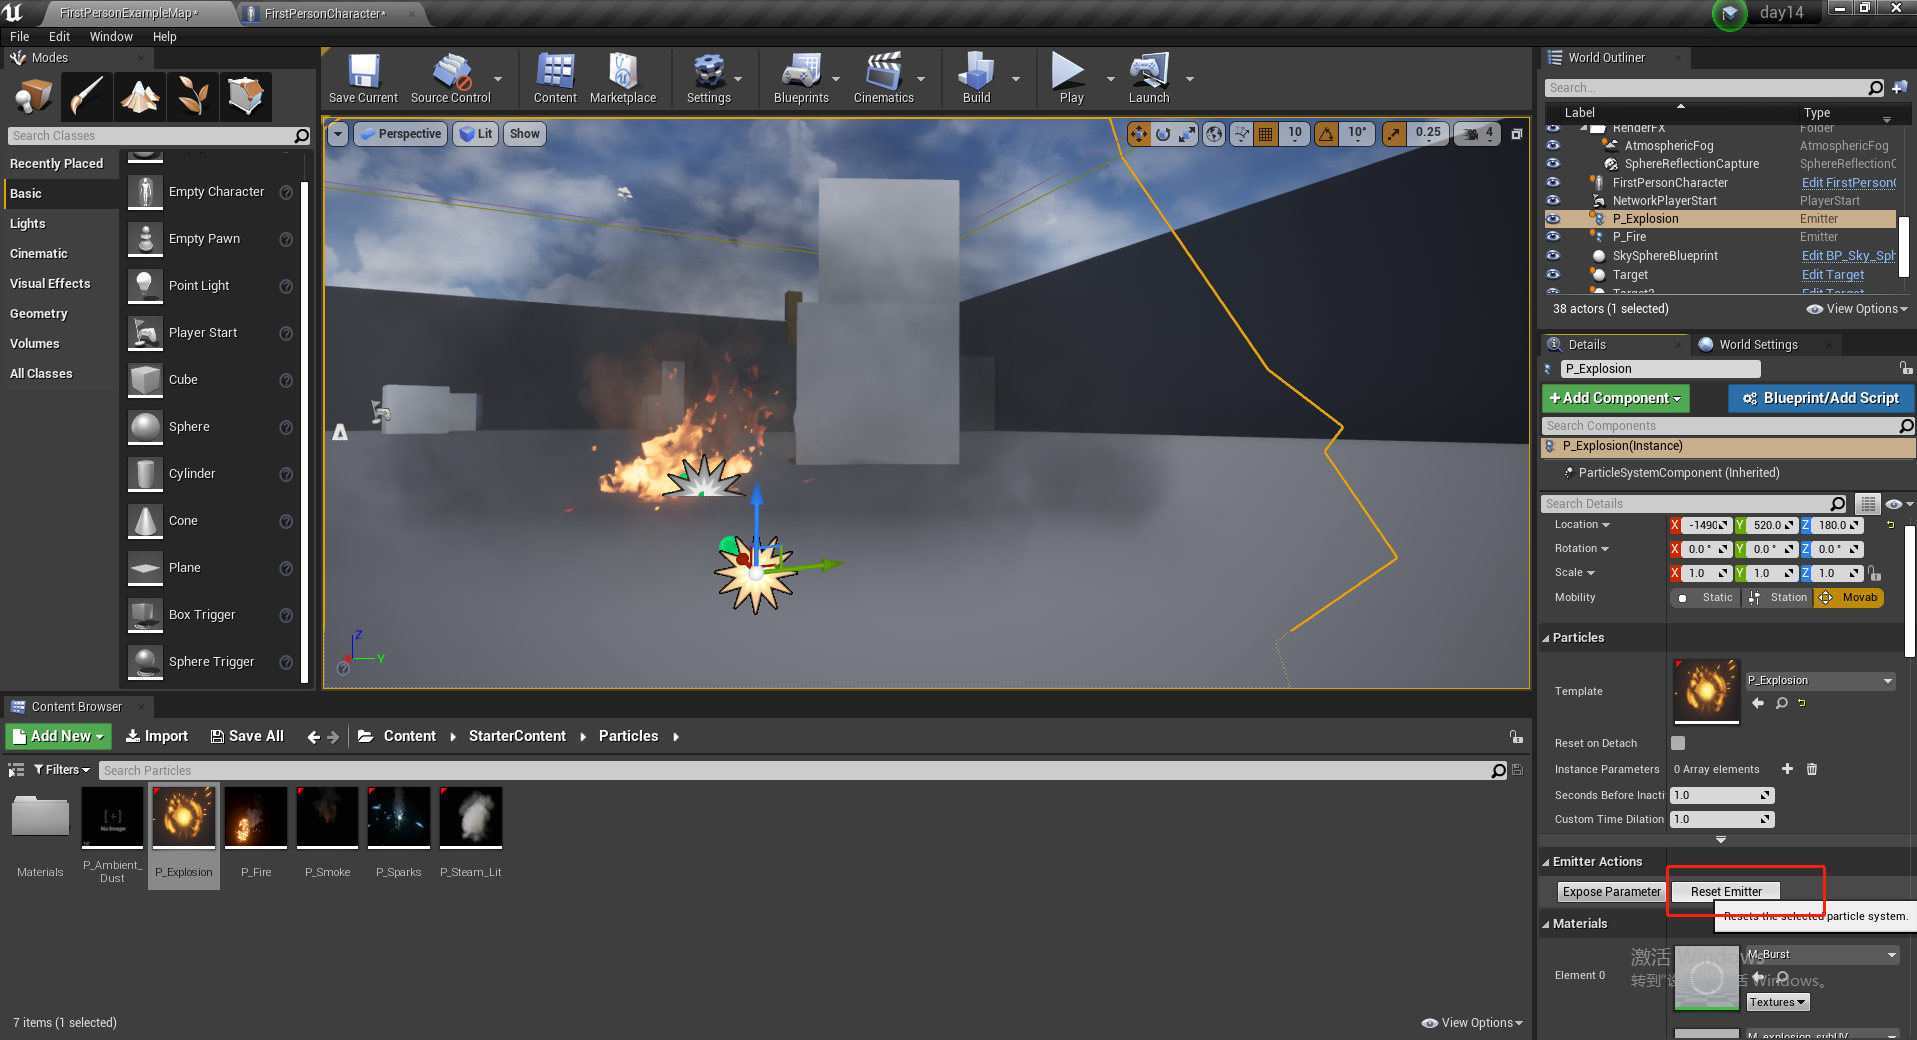 FirstPersonExampleMap*
FirstPersonCharacter*
day14
File Edit Window Help
Modes
Save Current
Source Control
Content
Marketplace
Settings
Blueprints
Cinematics
Build
Play
Launch
World Outliner
Search...
Label Type
RenderFX Folder
AtmosphericFog AtmosphericFog
SphereReflectionCapture SphereReflectionC
FirstPersonCharacter Edit FirstPerson
NetworkPlayerStart PlayerStart
P_Explosion Emitter
P_Fire Emitter
SkySphereBlueprint Edit BP_Sky_Sph
Target Edit Target
38 actors (1 selected)
View Options
Search Classes
Recently Placed
Basic
Lights
Cinematic
Visual Effects
Geometry
Volumes
All Classes
Empty Character
Empty Pawn
Point Light
Player Start
Cube
Sphere
Cylinder
Cone
Plane
Box Trigger
Sphere Trigger
Perspective
Lit
Show
10
10°
0.25
4
Z
Y
Details
World Settings
P_Explosion
+Add Component
Blueprint/Add Script
Search Components
P_Explosion(Instance)
ParticleSystemComponent (Inherited)
Search Details
Location X -1490 Y 520.0 Z 180.0
Rotation X 0.0 ° Y 0.0 ° Z 0.0 °
Scale X 1.0 Y 1.0 Z 1.0
Mobility Static Station Movab
Particles
Template
P_Explosion
Reset on Detach
Instance Parameters 0 Array elements
Seconds Before Inacti 1.0
Custom Time Dilation 1.0
Emitter Actions
Expose Parameter
Reset Emitter
Resets the selected particle system.
Materials
Element 0
M_Burst
Textures
M_explosion_subUV
激活 Windows
Windows。
Content Browser
Add New
Import
Save All
Content
StarterContent
Particles
Filters
Search Particles
No Image
Materials
P_Ambient_
Dust
P_Explosion
P_Fire
P_Smoke
P_Sparks
P_Steam_Lit
7 items (1 selected)
View Options